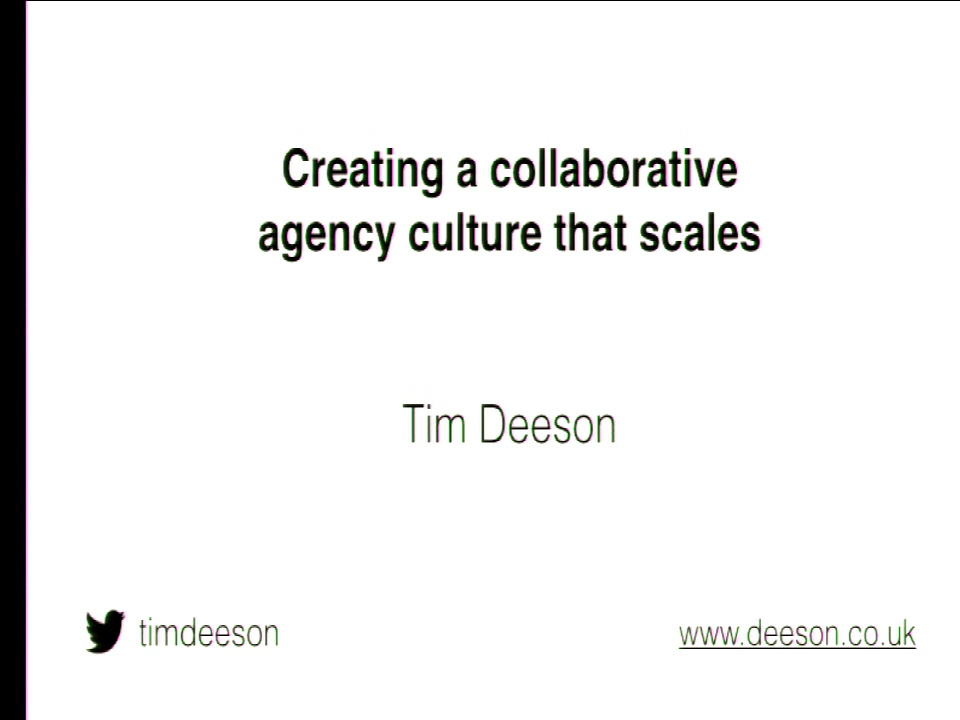 Creating a collaborative
agency culture that scales
Tim Deeson
timdeeson
www.deeson.co.uk